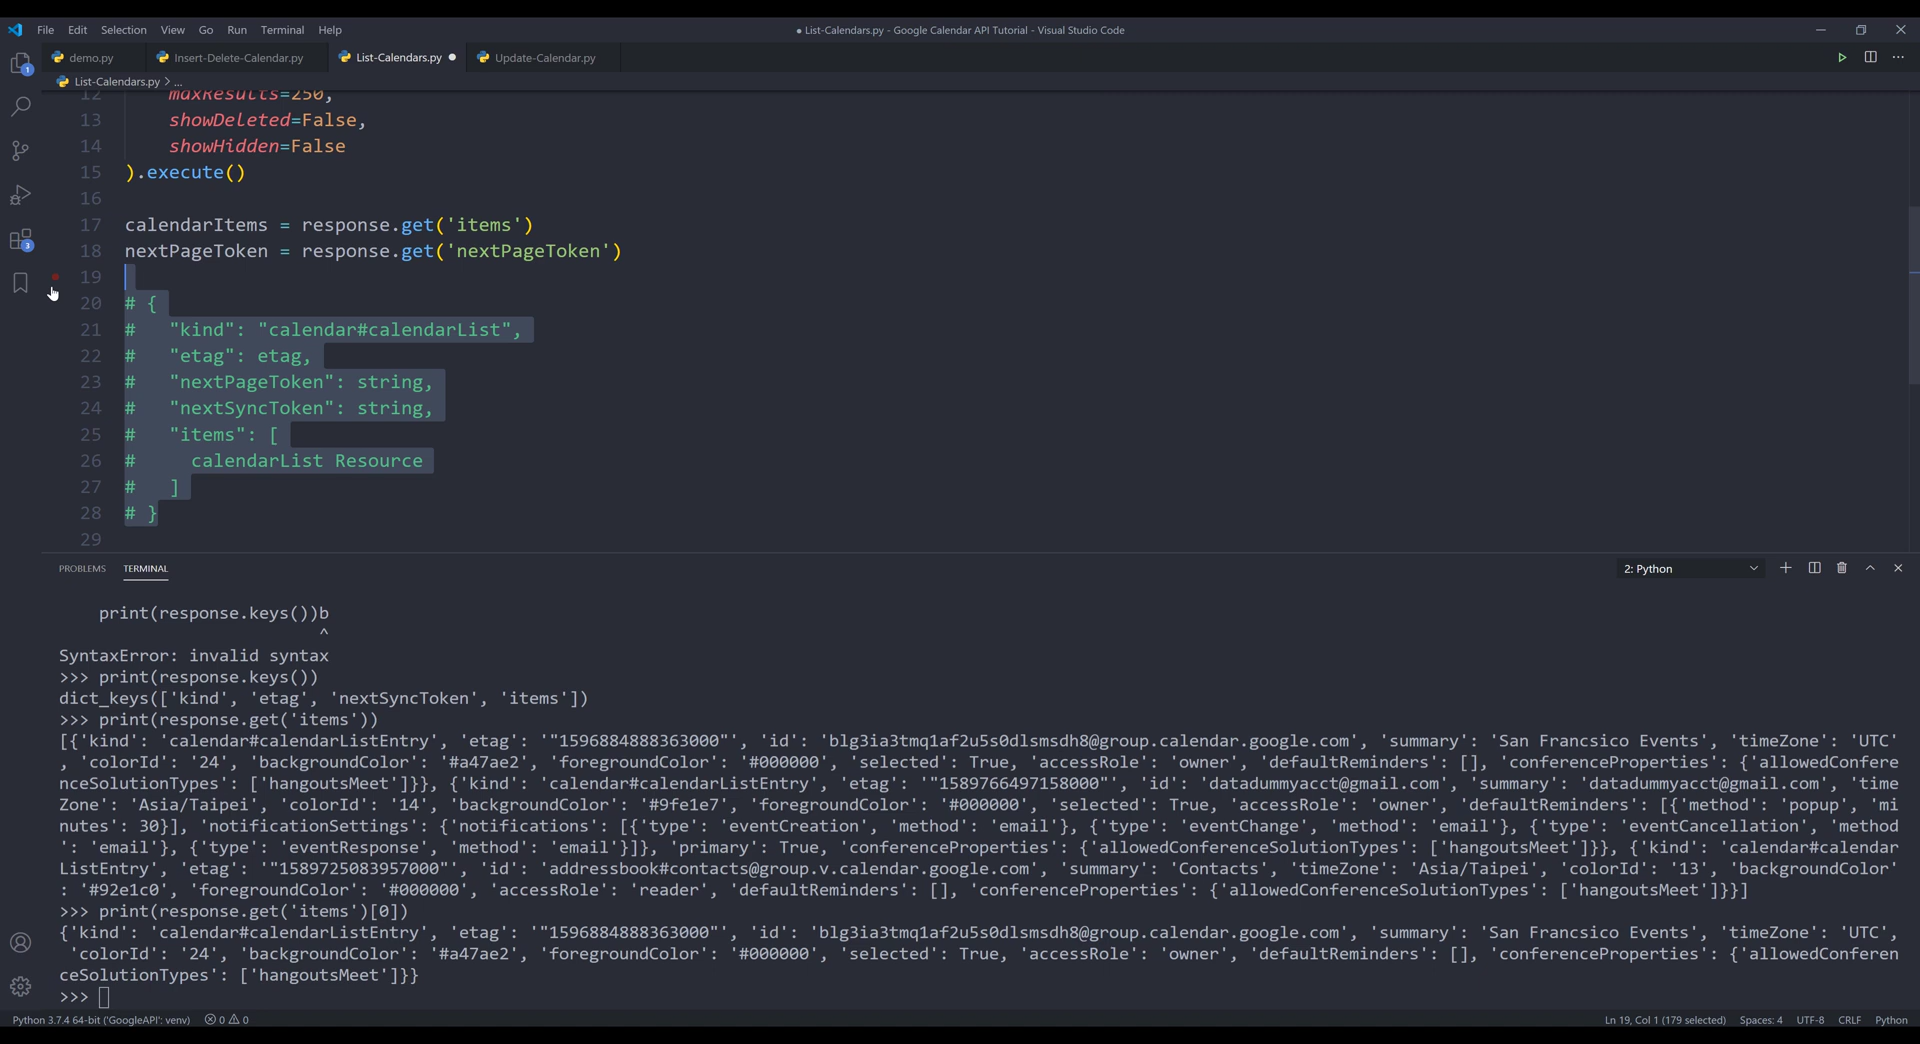 File Edit Selection View Go Run Terminal Help
● List-Calendars.py - Google Calendar API Tutorial - Visual Studio Code
demo.py
Insert-Delete-Calendar.py
List-Calendars.py ●
Update-Calendar.py
List-Calendars.py > ...
12 maxResults=250,
13 showDeleted=False,
14 showHidden=False
15 ).execute()
16
17 calendarItems = response.get('items')
18 nextPageToken = response.get('nextPageToken')
19
20 # {
21 #   "kind": "calendar#calendarList",
22 #   "etag": etag,
23 #   "nextPageToken": string,
24 #   "nextSyncToken": string,
25 #   "items": [
26 #     calendarList Resource
27 #   ]
28 # }
29
1
3
PROBLEMS TERMINAL
2: Python
print(response.keys())b
^
SyntaxError: invalid syntax
>>> print(response.keys())
dict_keys(['kind', 'etag', 'nextSyncToken', 'items'])
>>> print(response.get('items'))
[{'kind': 'calendar#calendarListEntry', 'etag': '"1596884888363000"', 'id': 'blg3ia3tmq1af2u5s0dlsmsdh8@group.calendar.google.com', 'summary': 'San Francsico Events', 'timeZone': 'UTC'
, 'colorId': '24', 'backgroundColor': '#a47ae2', 'foregroundColor': '#000000', 'selected': True, 'accessRole': 'owner', 'defaultReminders': [], 'conferenceProperties': {'allowedConfere
nceSolutionTypes': ['hangoutsMeet']}}, {'kind': 'calendar#calendarListEntry', 'etag': '"1589766497158000"', 'id': 'datadummyacct@gmail.com', 'summary': 'datadummyacct@gmail.com', 'time
Zone': 'Asia/Taipei', 'colorId': '14', 'backgroundColor': '#9fe1e7', 'foregroundColor': '#000000', 'selected': True, 'accessRole': 'owner', 'defaultReminders': [{'method': 'popup', 'mi
nutes': 30}], 'notificationSettings': {'notifications': [{'type': 'eventCreation', 'method': 'email'}, {'type': 'eventChange', 'method': 'email'}, {'type': 'eventCancellation', 'method
': 'email'}, {'type': 'eventResponse', 'method': 'email'}]}, 'primary': True, 'conferenceProperties': {'allowedConferenceSolutionTypes': ['hangoutsMeet']}}, {'kind': 'calendar#calendar
ListEntry', 'etag': '"1589725083957000"', 'id': 'addressbook#contacts@group.v.calendar.google.com', 'summary': 'Contacts', 'timeZone': 'Asia/Taipei', 'colorId': '13', 'backgroundColor'
: '#92e1c0', 'foregroundColor': '#000000', 'accessRole': 'reader', 'defaultReminders': [], 'conferenceProperties': {'allowedConferenceSolutionTypes': ['hangoutsMeet']}}]
>>> print(response.get('items')[0])
{'kind': 'calendar#calendarListEntry', 'etag': '"1596884888363000"', 'id': 'blg3ia3tmq1af2u5s0dlsmsdh8@group.calendar.google.com', 'summary': 'San Francsico Events', 'timeZone': 'UTC',
'colorId': '24', 'backgroundColor': '#a47ae2', 'foregroundColor': '#000000', 'selected': True, 'accessRole': 'owner', 'defaultReminders': [], 'conferenceProperties': {'allowedConferen
ceSolutionTypes': ['hangoutsMeet']}}
>>>
Python 3.7.4 64-bit ('GoogleAPI': venv) 0 0 Ln 19, Col 1 (179 selected) Spaces: 4 UTF-8 CRLF Python